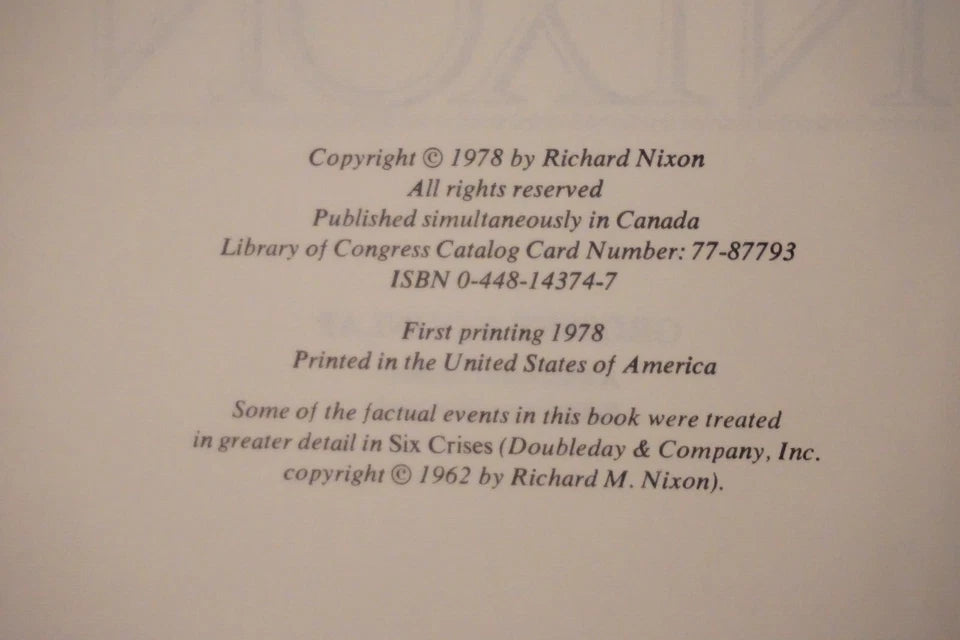 Copyright © 1978 by Richard Nixon
All rights reserved
Published simultaneously in Canada
Library of Congress Catalog Card Number: 77-87793
ISBN 0-448-14374-7
First printing 1978
Printed in the United States of America
Some of the factual events in this book were treated
in greater detail in Six Crises (Doubleday & Company, Inc.
copyright © 1962 by Richard M. Nixon).